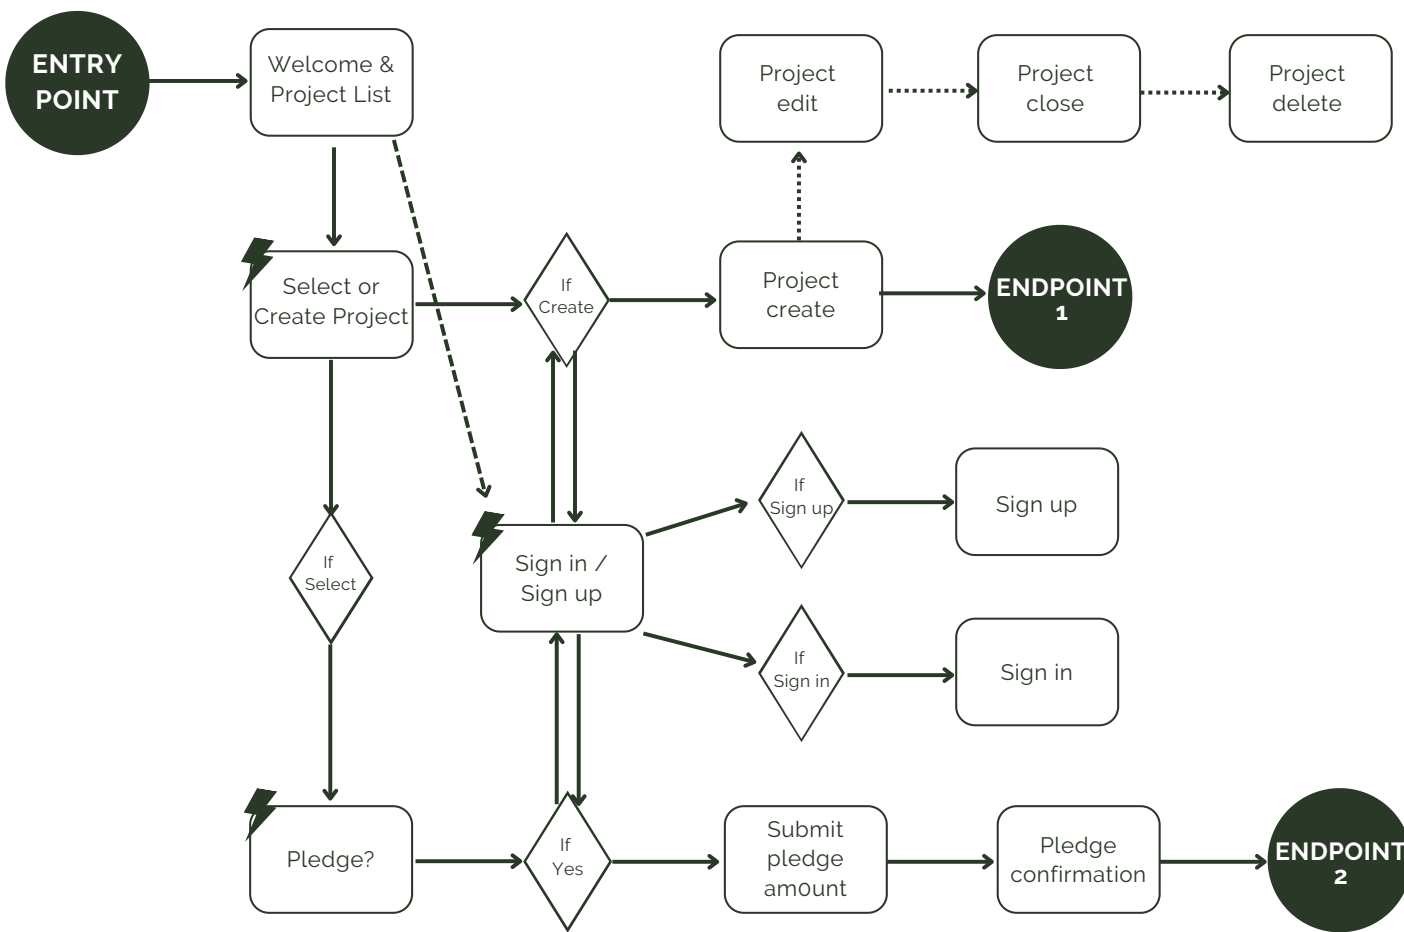 ENTRY
POINT
Welcome &
Project List
Project
edit
Project
close
Project
delete
Select or
Create Project
If
Create
Project
create
ENDPOINT
1
If
Sign up
Sign up
If
Select
Sign in /
Sign up
If
Sign in
Sign in
Pledge?
If
Yes
Submit
pledge
am0unt
Pledge
confirmation
ENDPOINT
2